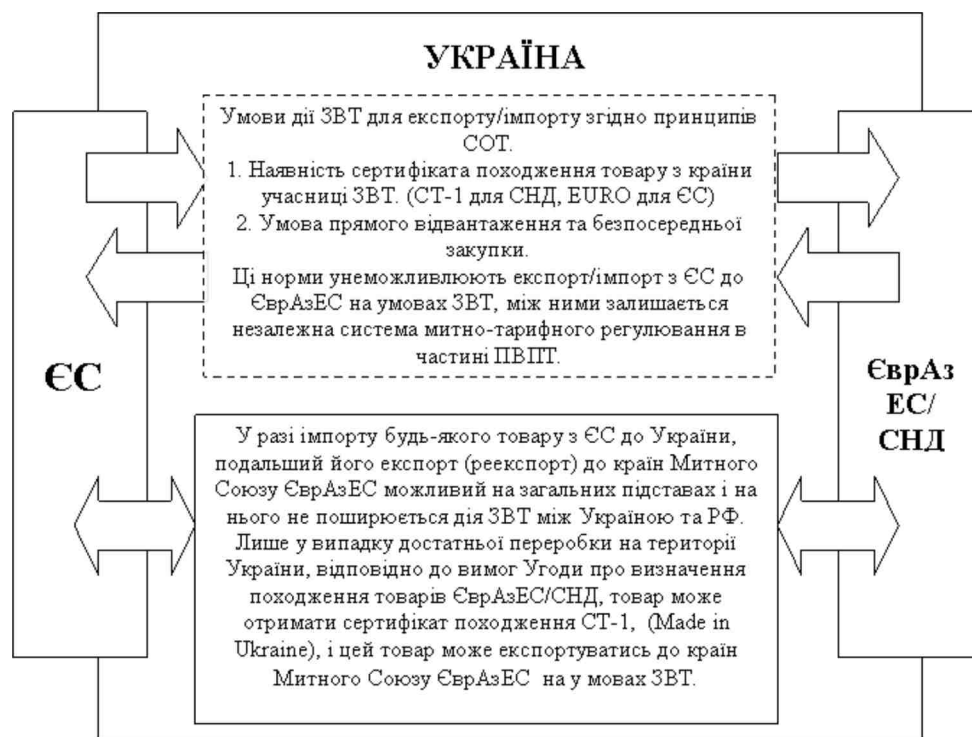 УКРАЇНА
Умови дії ЗВТ для експорту/імпорту згідно принципів
СОТ.
1. Наявність сертифіката походження товару з країни
учасниці ЗВТ. (СТ-1 для СНД, EURO для ЄС)
2. Умова прямого відвантаження та безпосередньої
закупки.
Ці норми унеможливлюють експорт/імпорт з ЄС до
ЄврАзЕС на умовах ЗВТ, між ними залишається
незалежна система митно-тарифного регулювання в
частині ПВПТ.
ЄС
ЄврАз
ЕС/
СНД
У разі імпорту будь-якого товару з ЄС до України,
подальший його експорт (реекспорт) до країн Митного
Союзу ЄврАзЕС можливий на загальних підставах і на
нього не поширюється дія ЗВТ між Україною та РФ.
Лише у випадку достатньої переробки на території
України, відповідно до вимог Угоди про визначення
походження товарів ЄврАзЕС/СНД, товар може
отримати сертифікат походження СТ-1, (Made in
Ukraine), і цей товар може експортуватись до країн
Митного Союзу ЄврАзЕС на у мовах ЗВТ.